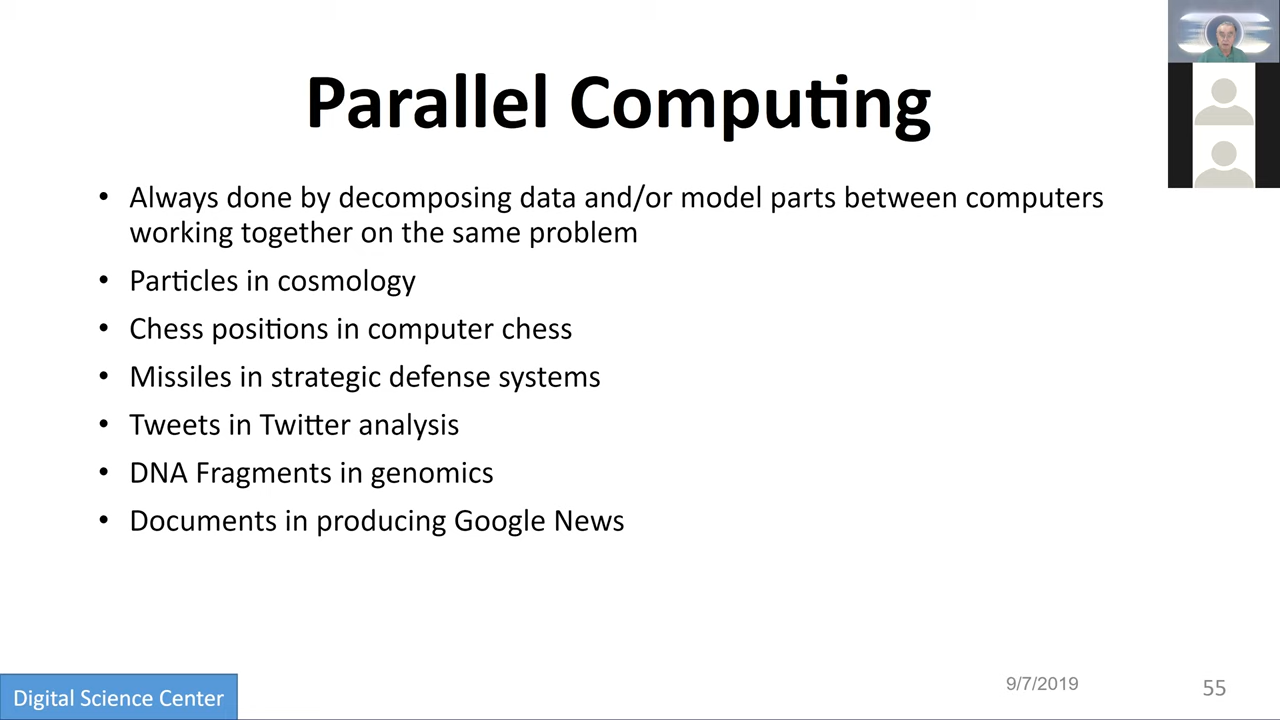 Parallel Computing
• Always done by decomposing data and/or model parts between computers
working together on the same problem
• Particles in cosmology
• Chess positions in computer chess
• Missiles in strategic defense systems
• Tweets in Twitter analysis
• DNA Fragments in genomics
• Documents in producing Google News
Digital Science Center
9/7/2019
55